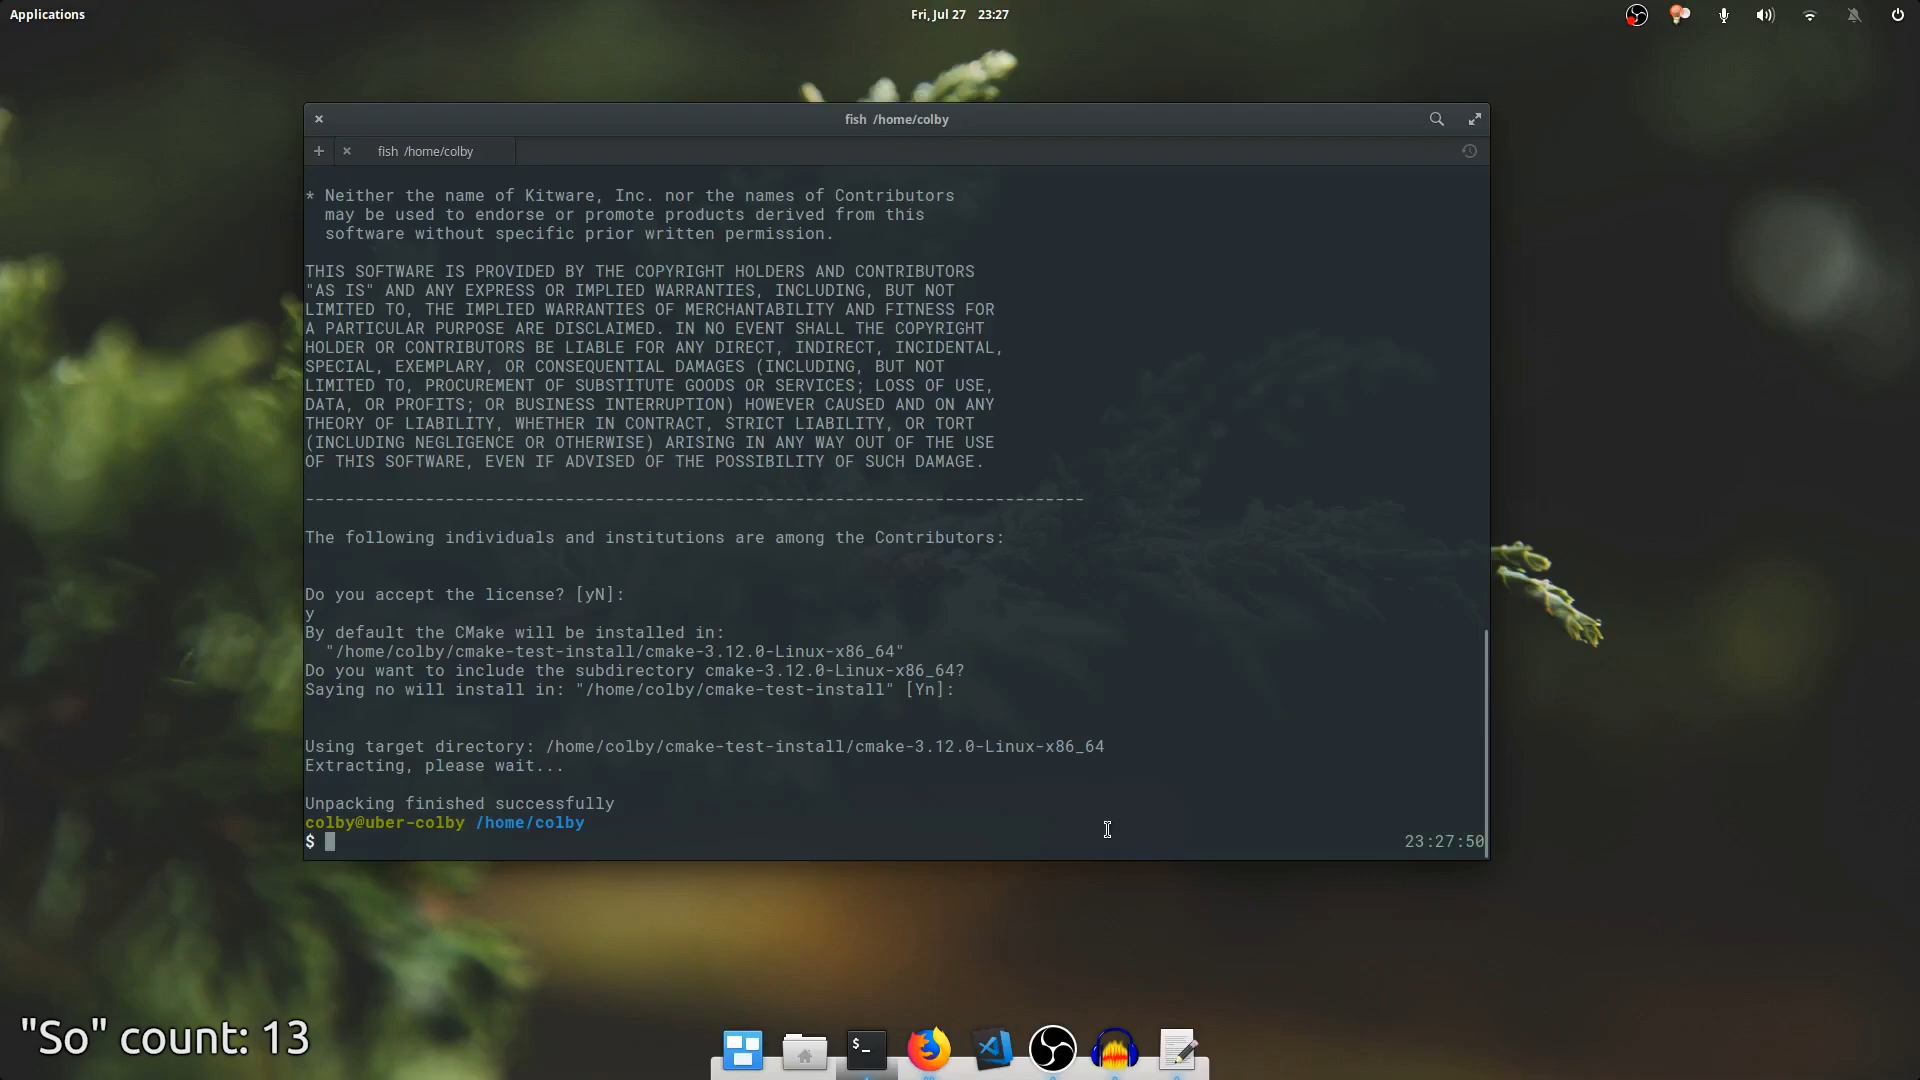 Applications
Fri, Jul 27 23:27
fish /home/colby
fish /home/colby
* Neither the name of Kitware, Inc. nor the names of Contributors
may be used to endorse or promote products derived from this
software without specific prior written permission.
THIS SOFTWARE IS PROVIDED BY THE COPYRIGHT HOLDERS AND CONTRIBUTORS
"AS IS" AND ANY EXPRESS OR IMPLIED WARRANTIES, INCLUDING, BUT NOT
LIMITED TO, THE IMPLIED WARRANTIES OF MERCHANTABILITY AND FITNESS FOR
A PARTICULAR PURPOSE ARE DISCLAIMED. IN NO EVENT SHALL THE COPYRIGHT
HOLDER OR CONTRIBUTORS BE LIABLE FOR ANY DIRECT, INDIRECT, INCIDENTAL,
SPECIAL, EXEMPLARY, OR CONSEQUENTIAL DAMAGES (INCLUDING, BUT NOT
LIMITED TO, PROCUREMENT OF SUBSTITUTE GOODS OR SERVICES; LOSS OF USE,
DATA, OR PROFITS; OR BUSINESS INTERRUPTION) HOWEVER CAUSED AND ON ANY
THEORY OF LIABILITY, WHETHER IN CONTRACT, STRICT LIABILITY, OR TORT
(INCLUDING NEGLIGENCE OR OTHERWISE) ARISING IN ANY WAY OUT OF THE USE
OF THIS SOFTWARE, EVEN IF ADVISED OF THE POSSIBILITY OF SUCH DAMAGE.
------------------------------------------------------------------------------
The following individuals and institutions are among the Contributors:
Do you accept the license? [yN]:
y
By default the CMake will be installed in:
"/home/colby/cmake-test-install/cmake-3.12.0-Linux-x86_64"
Do you want to include the subdirectory cmake-3.12.0-Linux-x86_64?
Saying no will install in: "/home/colby/cmake-test-install" [Yn]:
Using target directory: /home/colby/cmake-test-install/cmake-3.12.0-Linux-x86_64
Extracting, please wait...
Unpacking finished successfully
colby@uber-colby /home/colby
$ 23:27:50
"So" count: 13
$_